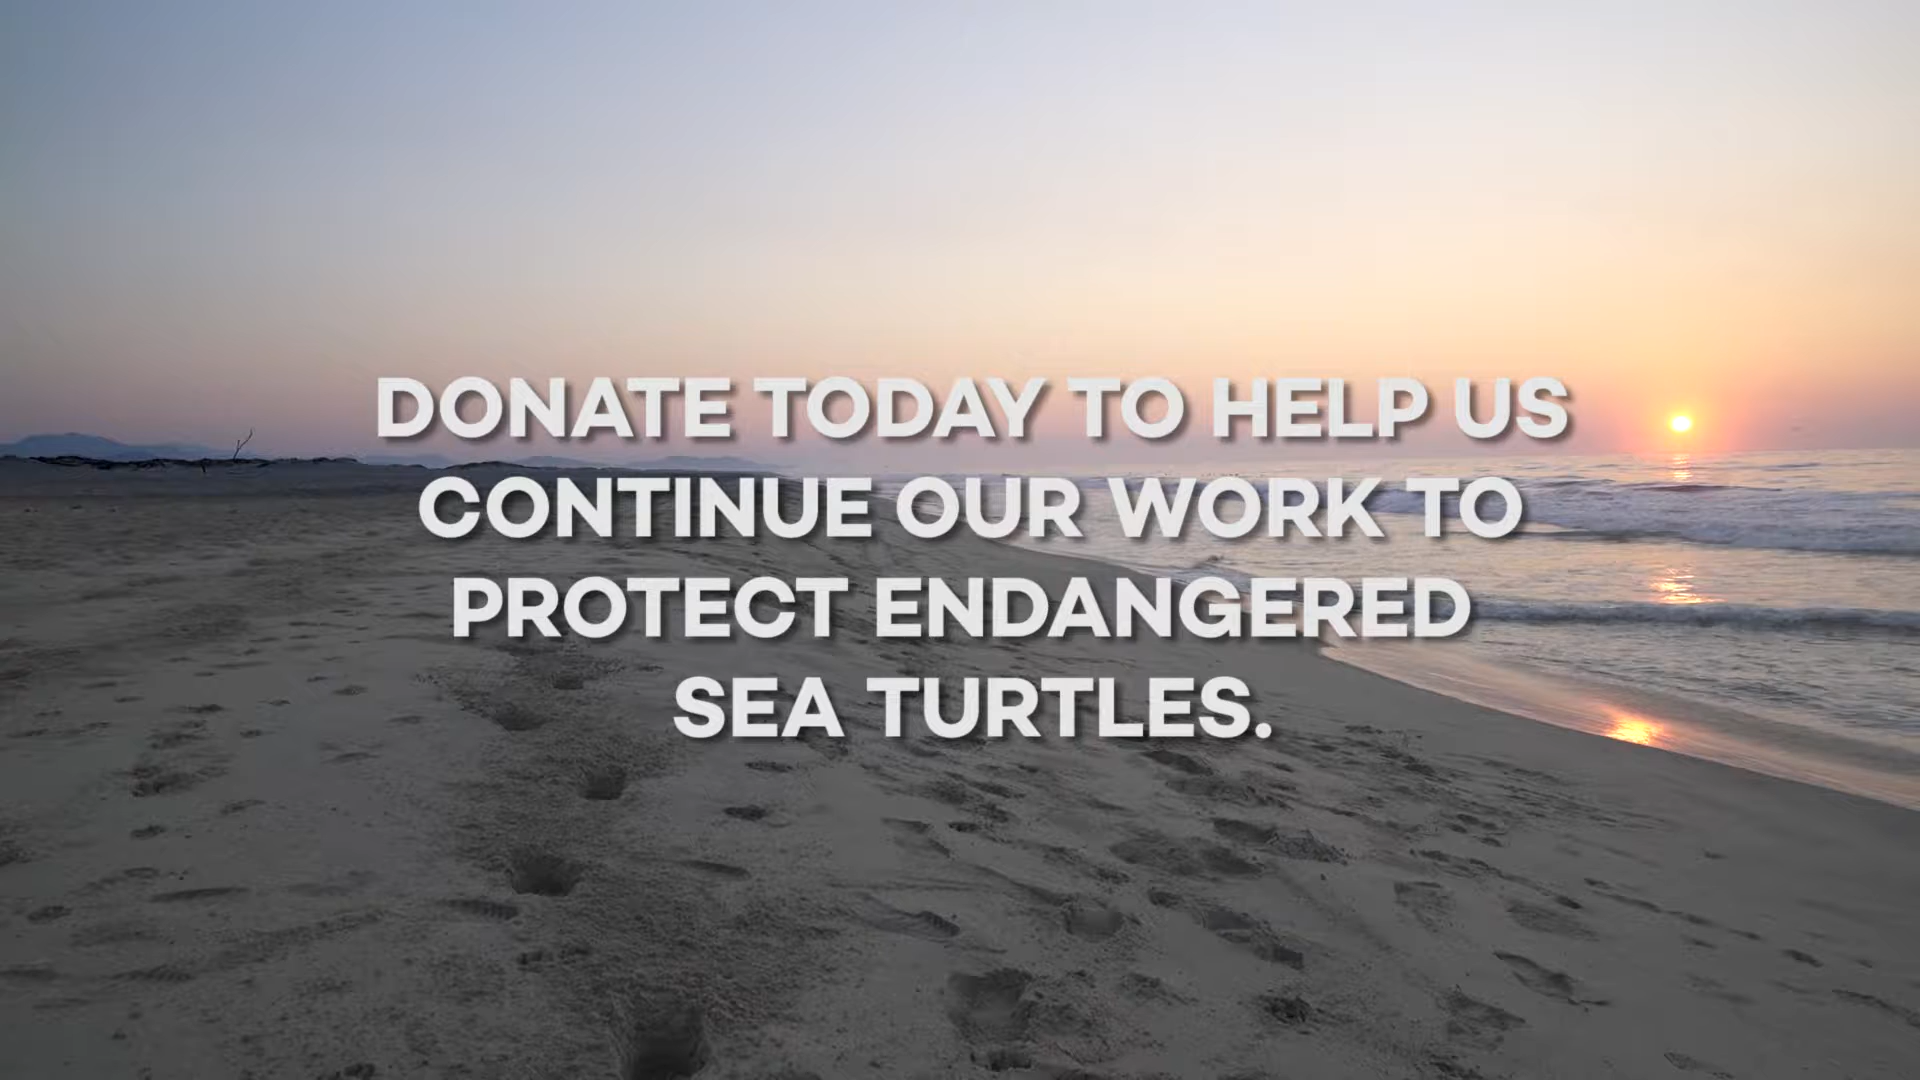 DONATE TODAY TO HELP US
CONTINUE OUR WORK TO
PROTECT ENDANGERED
SEA TURTLES.